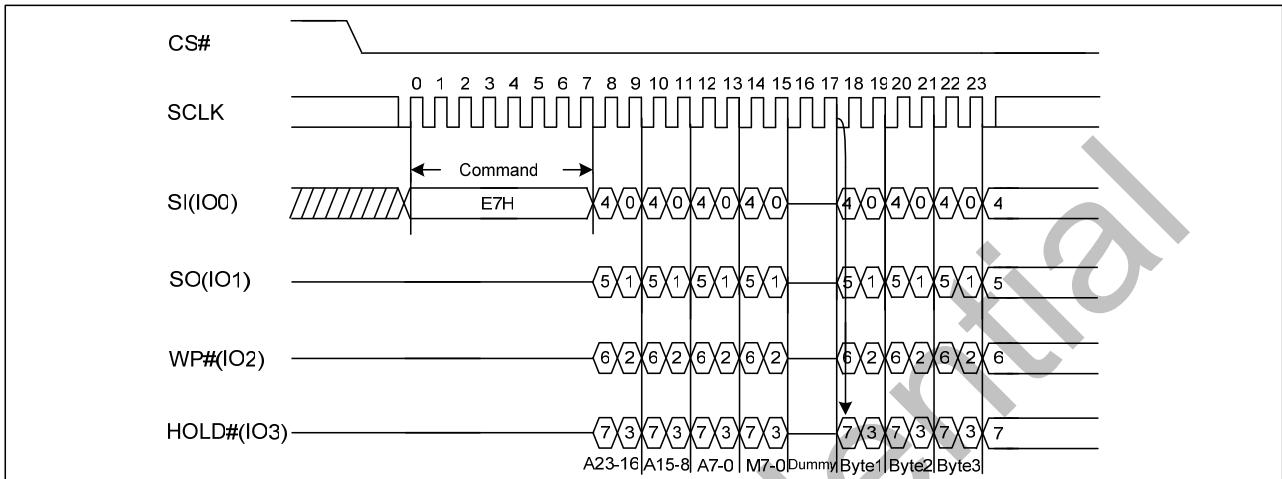 CS#
0 1 2 3 4 5 6 7 8 9 10 11 12 13 14 15 16 17 18 19 20 21 22 23
SCLK
Command
SI(IO0) E7H 4 0 4 0 4 0 4 0 4 0 4 0 4 0 4
SO(IO1) 5 1 5 1 5 1 5 1 5 1 5 1 5 1 5
WP#(IO2) 6 2 6 2 6 2 6 2 6 2 6 2 6 2 6
HOLD#(IO3) 7 3 7 3 7 3 7 3 7 3 7 3 7 3 7
A23-16 A15-8 A7-0 M7-0 Dummy Byte1 Byte2 Byte3
ential